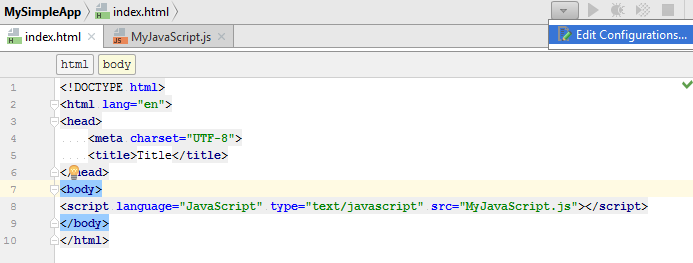 MySimpleApp index.html
Edit Configurations...
index.html MyJavaScript.js
html body
1 <!DOCTYPE html>
2 <html lang="en">
3 <head>
4 <meta charset="UTF-8">
5 <title>Title</title>
6 </head>
7 <body>
8 <script language="JavaScript" type="text/javascript" src="MyJavaScript.js"></script>
9 </body>
10 </html>